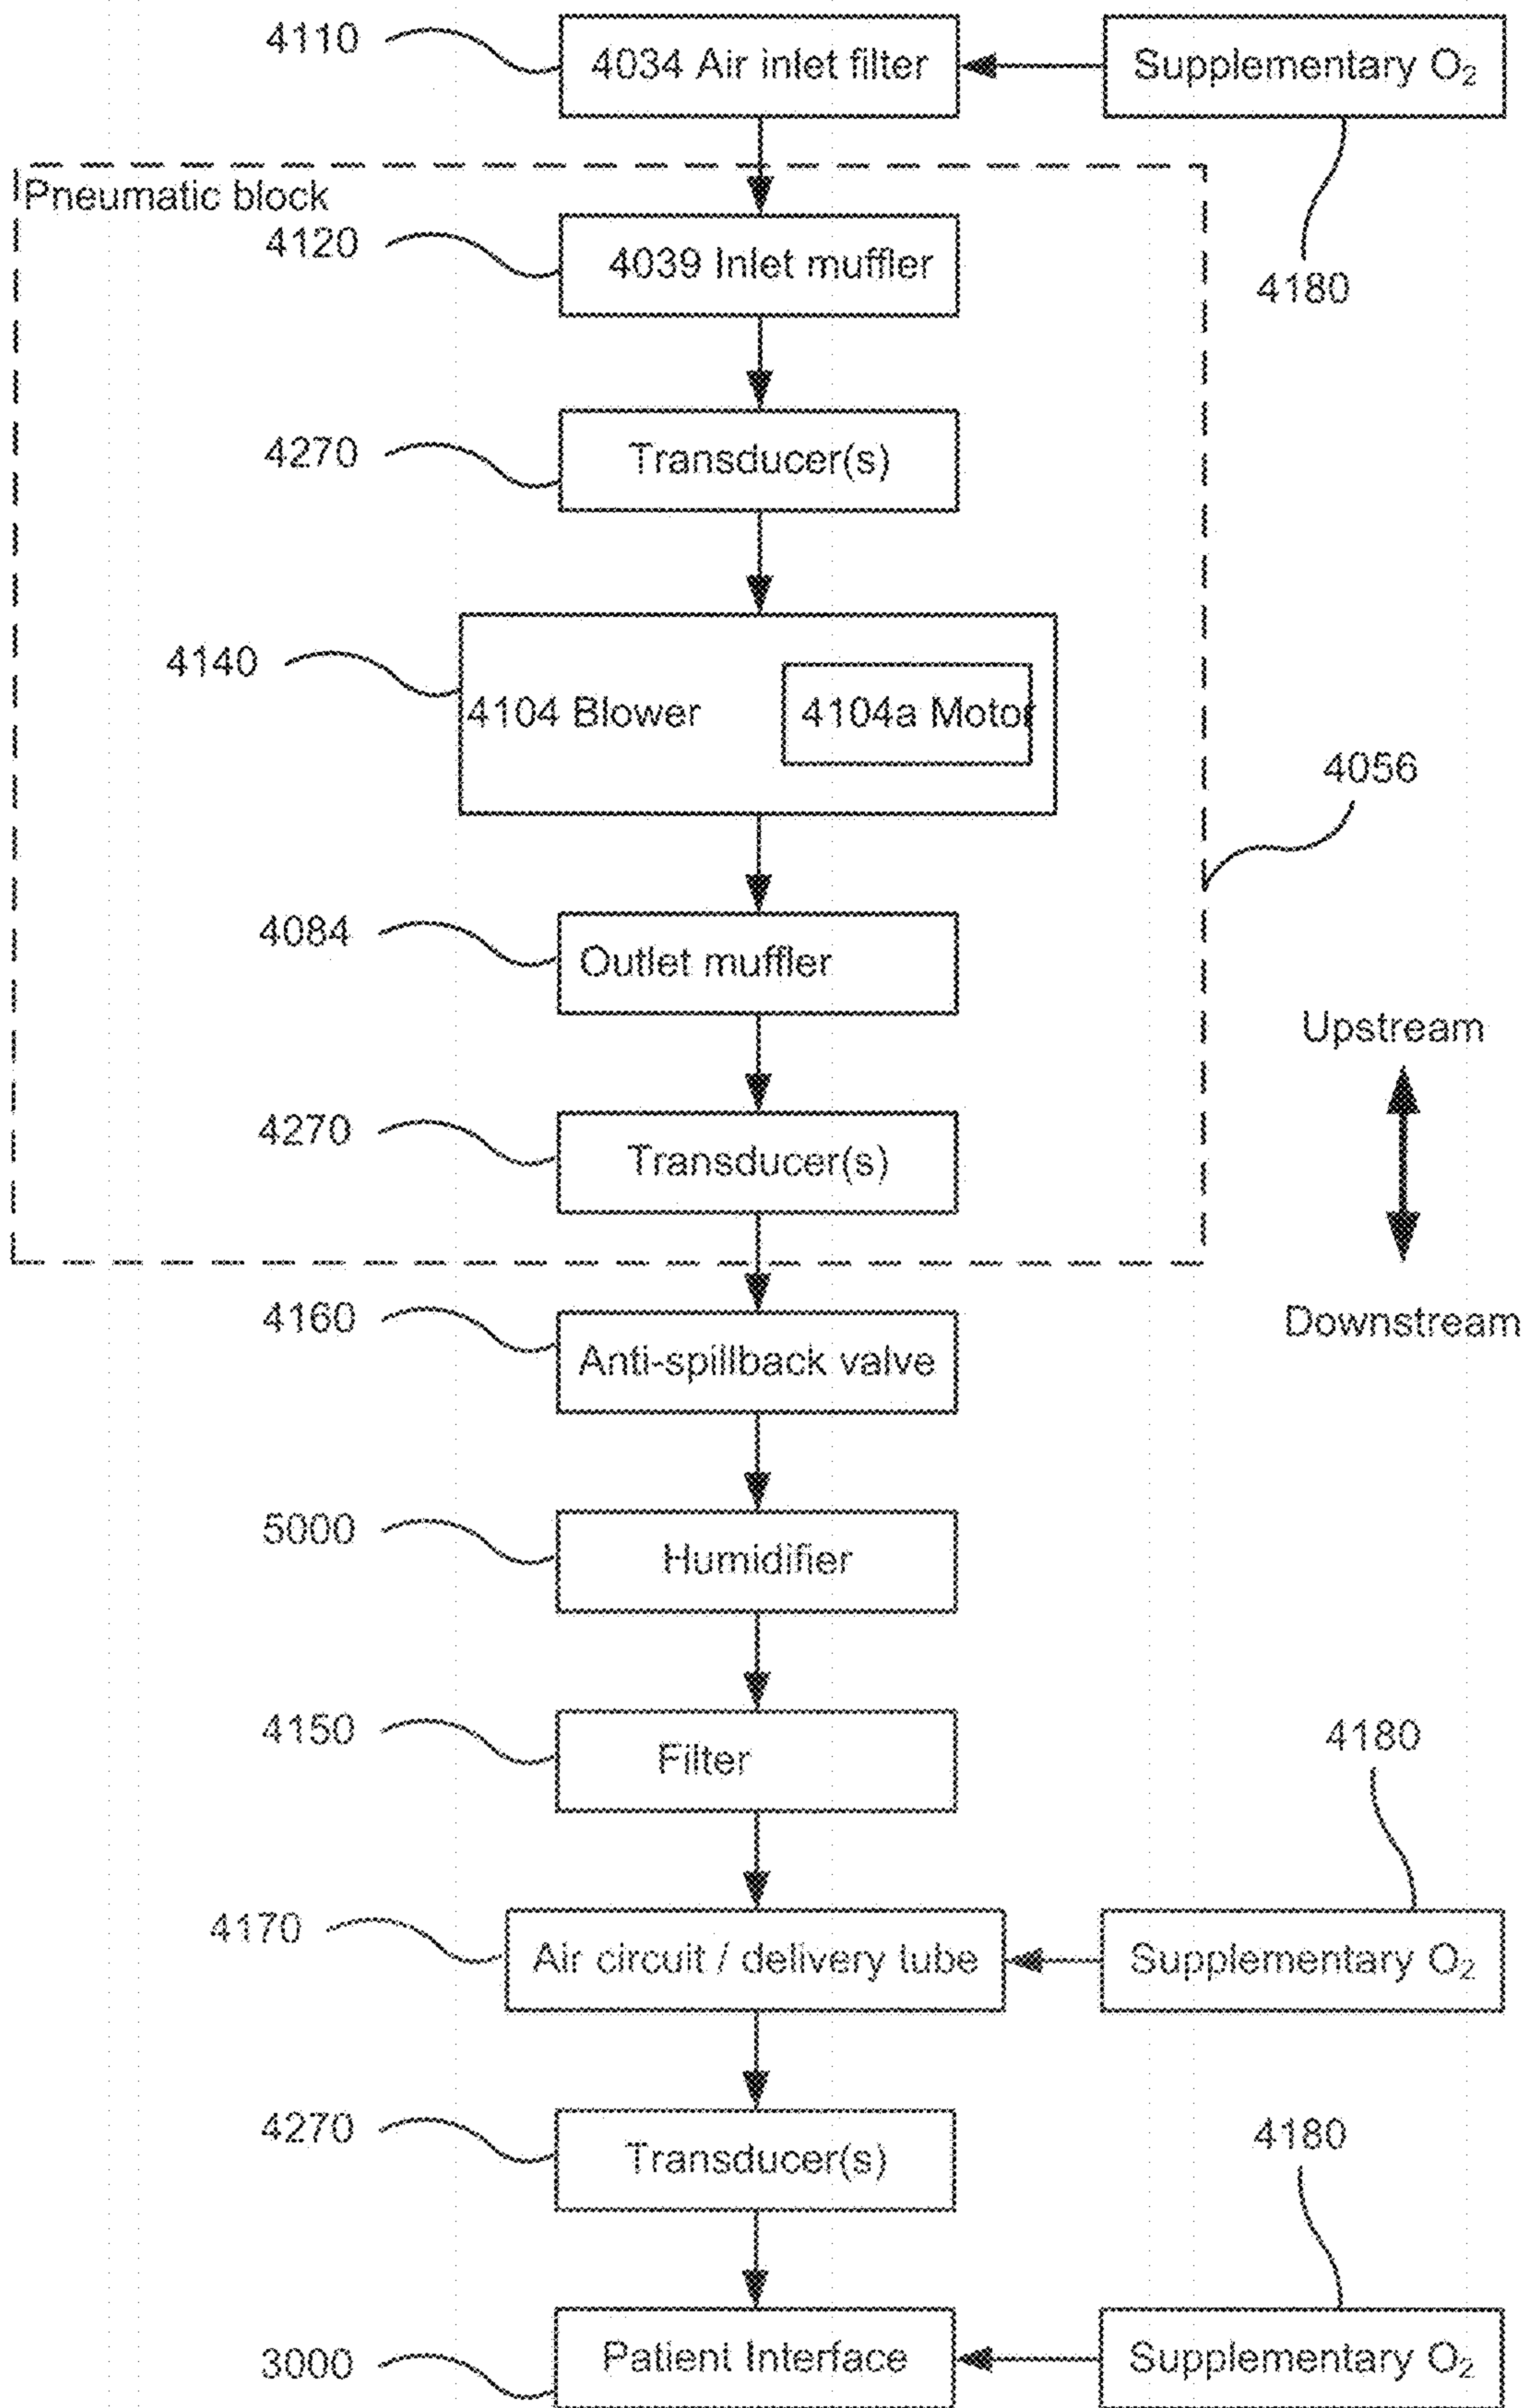 4110
4034 Air inlet filter
Supplementary O₂
Pneumatic block
4120
4039 Inlet muffler
4180
4270
Transducer(s)
4140
4104 Blower
4104a Motor
4056
4084
Outlet muffler
Upstream
4270
Transducer(s)
4160
Anti-spillback valve
Downstream
5000
Humidifier
4150
Filter
4180
4170
Air circuit / delivery tube
Supplementary O₂
4270
Transducer(s)
4180
3000
Patient Interface
Supplementary O₂